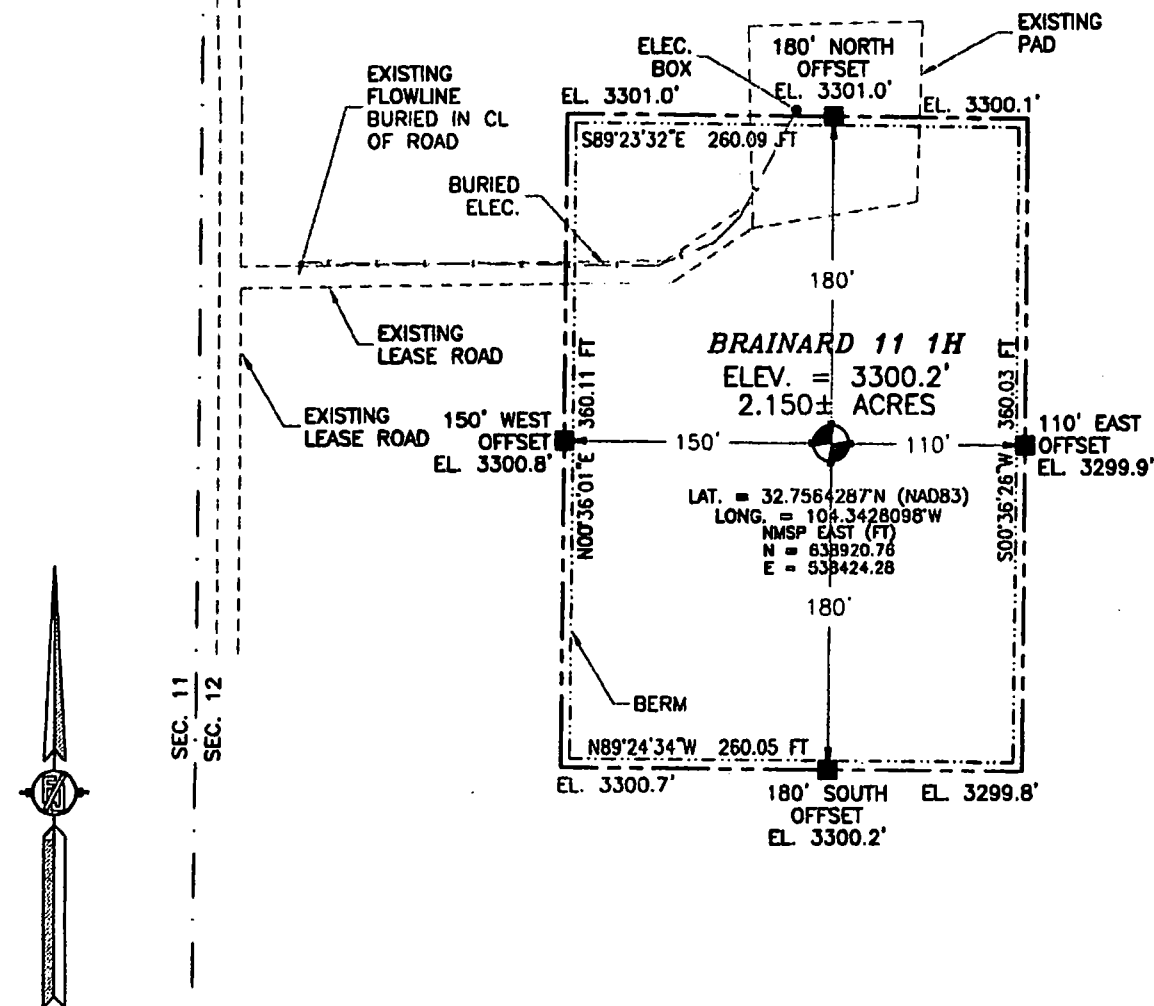 EXISTING
PAD
ELEC.
BOX
180' NORTH
OFFSET
EL. 3301.0'
EXISTING
FLOWLINE
BURIED IN CL
OF ROAD
EL. 3301.0'
EL. 3300.1'
S89°23'32"E 260.09 FT
BURIED
ELEC.
180'
EXISTING
LEASE ROAD
BRAINARD 11 1H
ELEV. = 3300.2'
2.150± ACRES
N00°36'01"E 360.11 FT
S00°36'26"W 360.03 FT
EXISTING
LEASE ROAD
150' WEST
OFFSET
EL. 3300.8'
150'
110'
110' EAST
OFFSET
EL. 3299.9'
LAT. = 32.7564287°N (NAD83)
LONG. = 104.3428098°W
NMSP EAST (FT)
N = 638920.76
E = 538424.28
180'
SEC. 11
SEC. 12
BERM
N89°24'34"W 260.05 FT
EL. 3300.7'
180' SOUTH
OFFSET
EL. 3300.2'
EL. 3299.8'